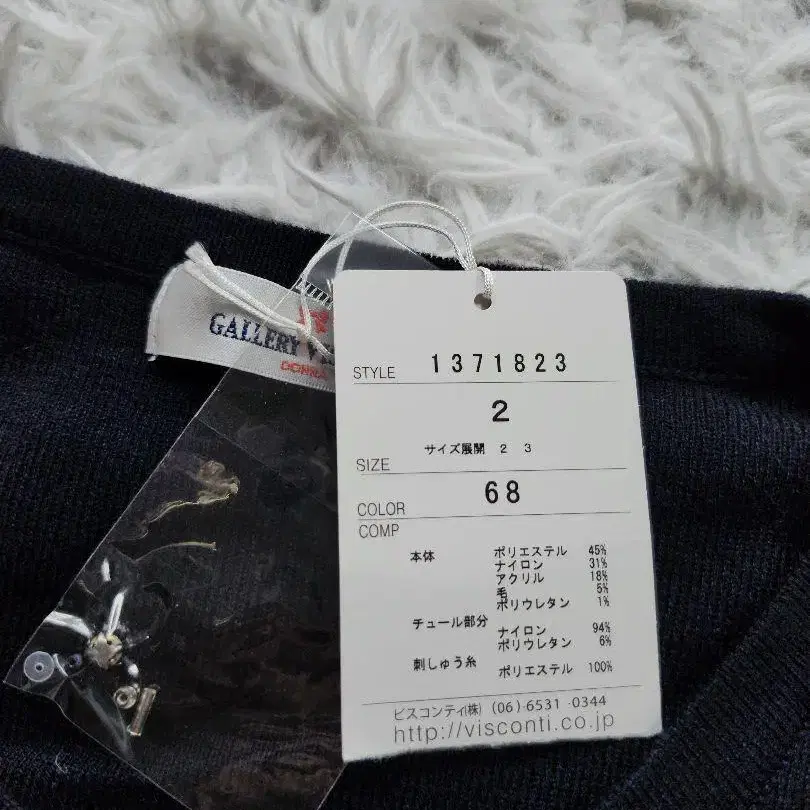 GALLERY
DONNA
STYLE 1371823
2
サイズ展開 2 3
SIZE
68
COLOR
COMP
本体 ポリエステル 45%
ナイロン 31%
アクリル 18%
毛 5%
ポリウレタン 1%
チュール部分 ナイロン 94%
ポリウレタン 6%
刺しゅう糸 ポリエステル 100%
ビスコンティ(株) (06)6531-0344
http://visconti.co.jp